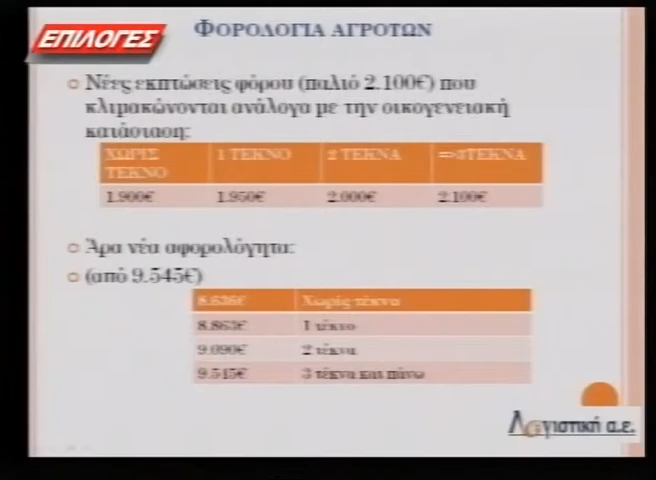 ΕΠΙΛΟΓΕΣ
ΦΟΡΟΛΟΓΙΑ ΑΓΡΟΤΩΝ
Νέες εκπτώσεις φόρου (παλιό 2.100€) που
κλιμακώνονται ανάλογα με την οικογενειακή
κατάσταση:
ΧΩΡΙΣ ΤΕΚΝΟ 1 ΤΕΚΝΟ 2 ΤΕΚΝΑ =>3ΤΕΚΝΑ
1.900€ 1.950€ 2.000€ 2.100€
Άρα νέα αφορολόγητα:
(από 9.545€)
8.636€ Χωρίς τέκνα
8.863€ 1 τέκνο
9.090€ 2 τέκνα
9.545€ 3 τέκνα και πάνω
Λογιστική α.ε.